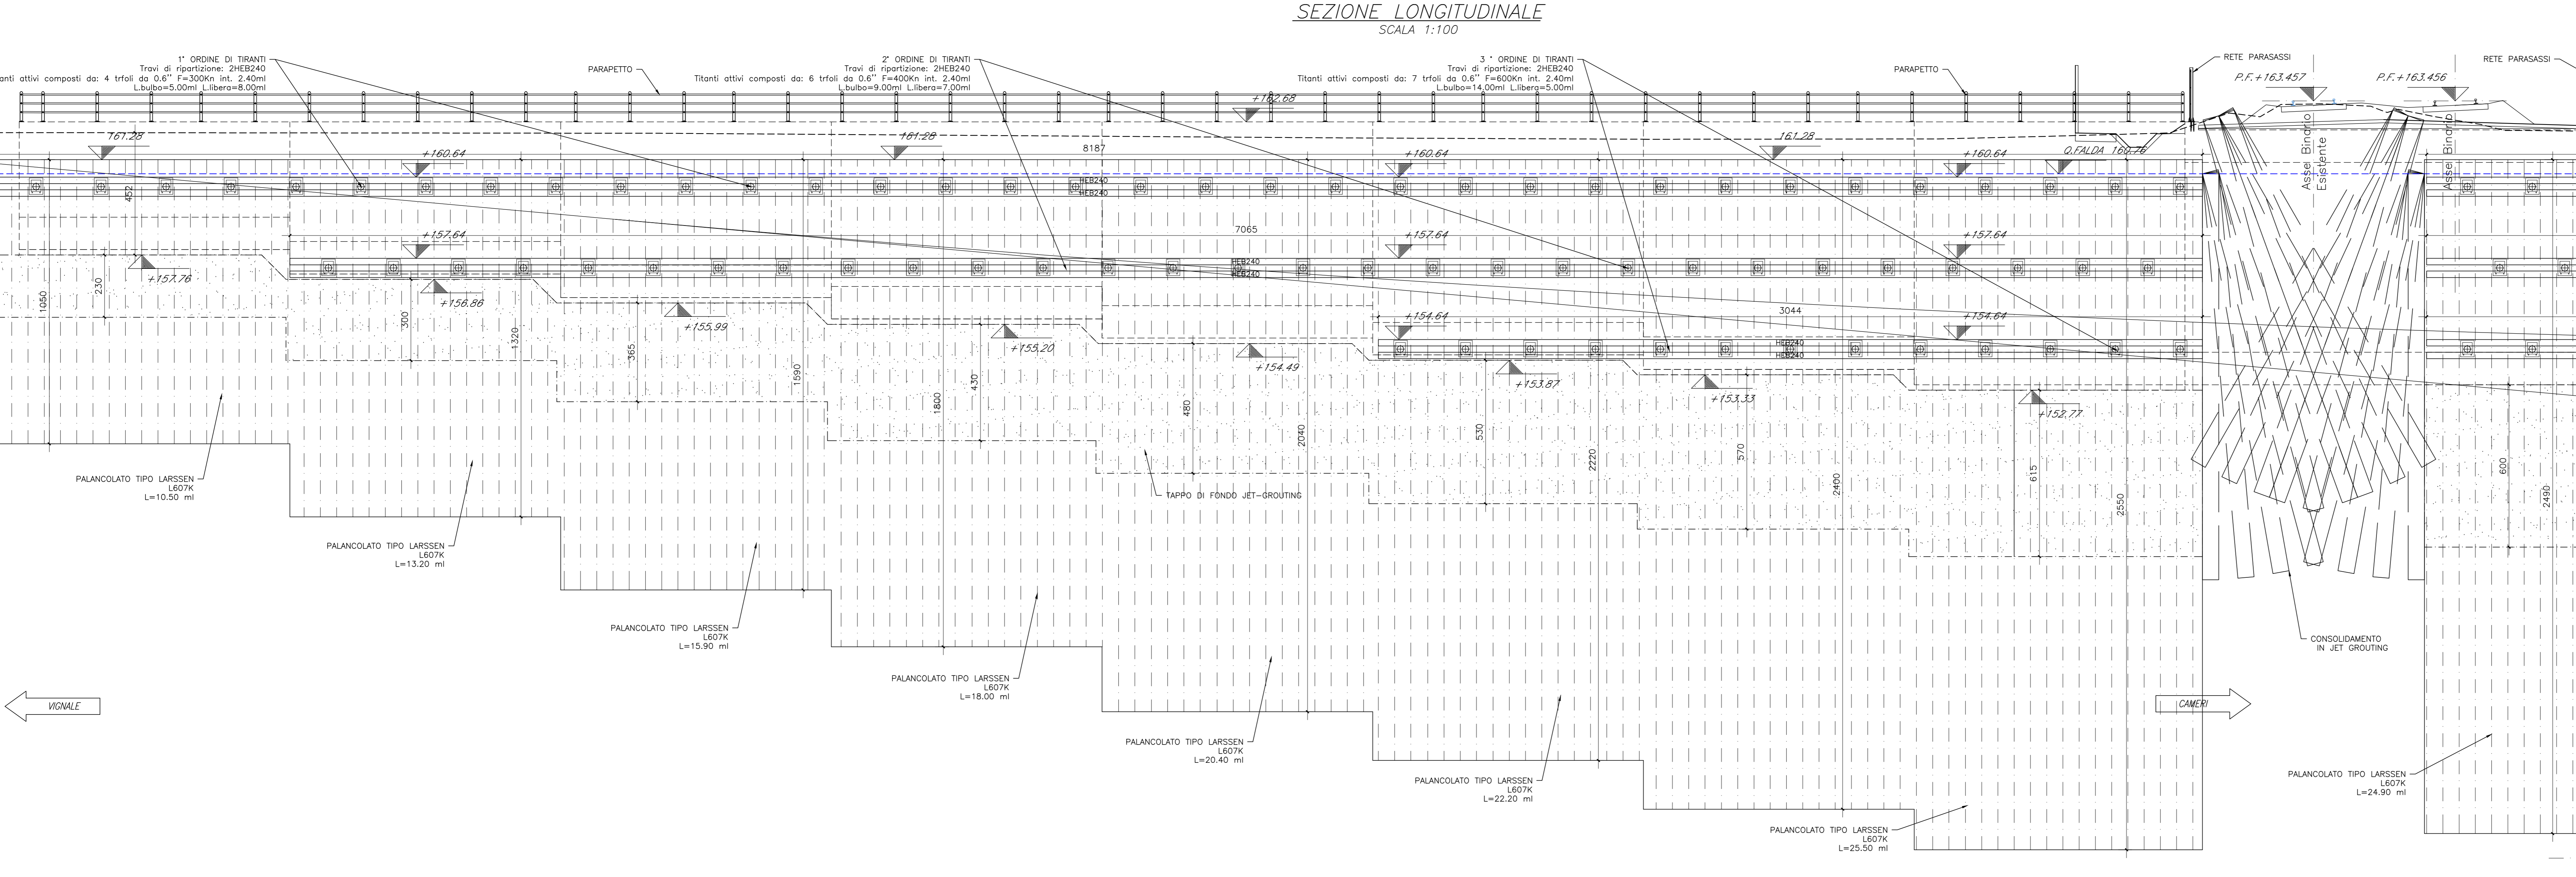 SEZIONE LONGITUDINALE
SCALA 1:100
1° ORDINE DI TIRANTI
Travi di ripartizione: 2HEB240
anti attivi composti da: 4 trfoli da 0.6'' F=300Kn int. 2.40ml
L.bulbo=5.00ml L.libera=8.00ml
PARAPETTO
2° ORDINE DI TIRANTI
Travi di ripartizione: 2HEB240
Titanti attivi composti da: 6 trfoli da 0.6'' F=400Kn int. 2.40ml
L.bulbo=9.00ml L.libera=7.00ml
3 ° ORDINE DI TIRANTI
Travi di ripartizione: 2HEB240
Titanti attivi composti da: 7 trfoli da 0.6'' F=600Kn int. 2.40ml
L.bulbo=14.00ml L.libera=5.00ml
PARAPETTO
RETE PARASASSI
P.F.+163.457
P.F.+163.456
RETE PARASASSI
+162.68
161.28
161.28
161.28
8187
+160.64
+160.64
+160.64
Q.FALDA 160.76
Asse Binario
Esistente
Asse Binario
HEB240
HEB240
452
7065
+157.64
+157.64
+157.64
HEB240
HEB240
+157.76
230
1050
+156.86
300
1320
+155.99
365
1590
+155.20
430
1800
+154.49
480
2040
+154.64
+154.64
3044
HEB240
HEB240
+153.87
530
2220
+153.33
570
2400
+152.77
615
2550
600
2490
PALANCOLATO TIPO LARSSEN
L607K
L=10.50 ml
PALANCOLATO TIPO LARSSEN
L607K
L=13.20 ml
PALANCOLATO TIPO LARSSEN
L607K
L=15.90 ml
PALANCOLATO TIPO LARSSEN
L607K
L=18.00 ml
TAPPO DI FONDO JET-GROUTING
PALANCOLATO TIPO LARSSEN
L607K
L=20.40 ml
PALANCOLATO TIPO LARSSEN
L607K
L=22.20 ml
PALANCOLATO TIPO LARSSEN
L607K
L=25.50 ml
CONSOLIDAMENTO
IN JET GROUTING
PALANCOLATO TIPO LARSSEN
L607K
L=24.90 ml
VIGNALE
CAMERI